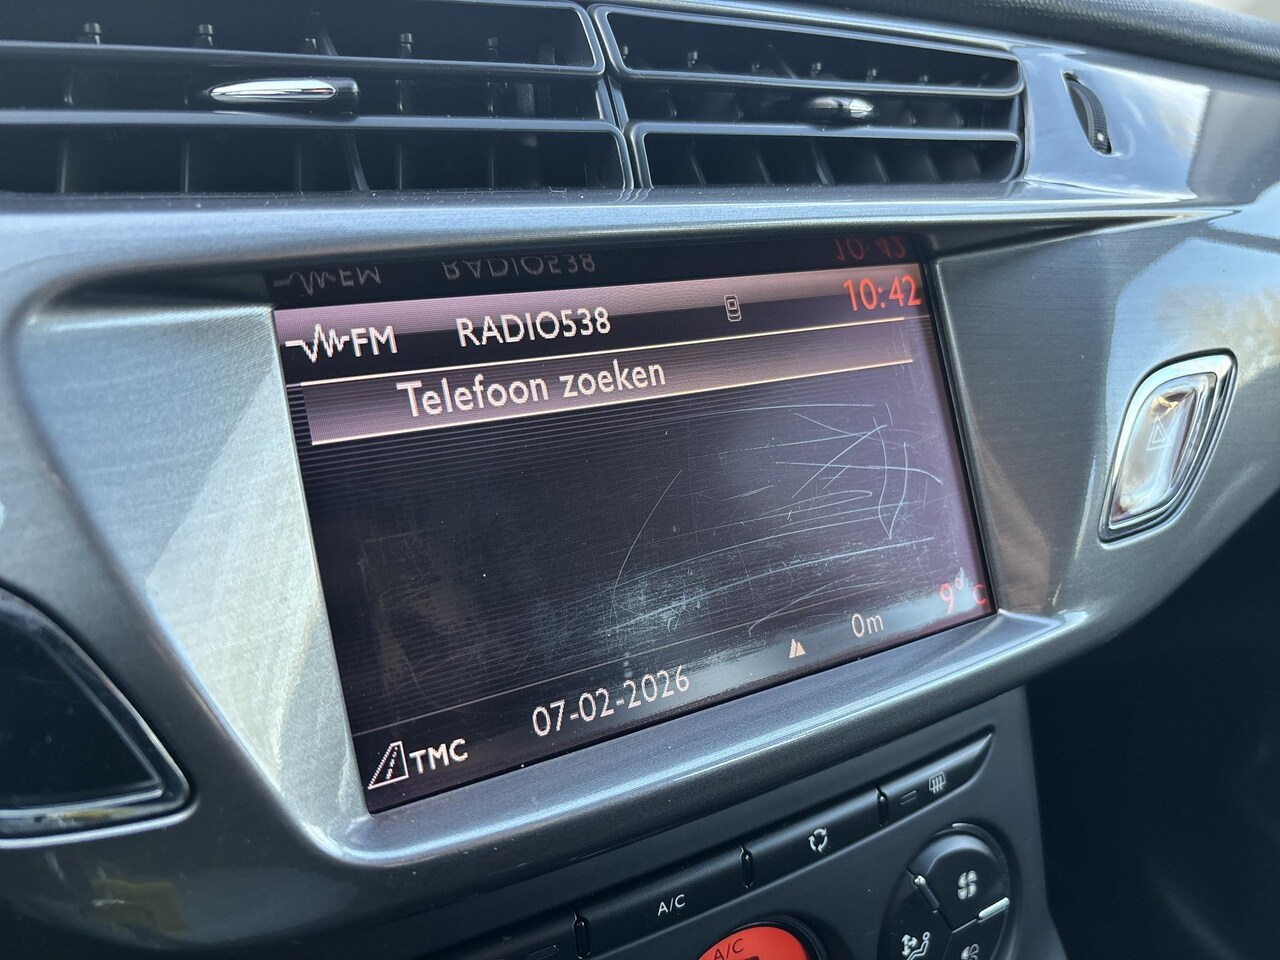 FM RADIO538 10:42
Telefoon zoeken
9°C
0m
07-02-2026
TMC
A/C
A/C